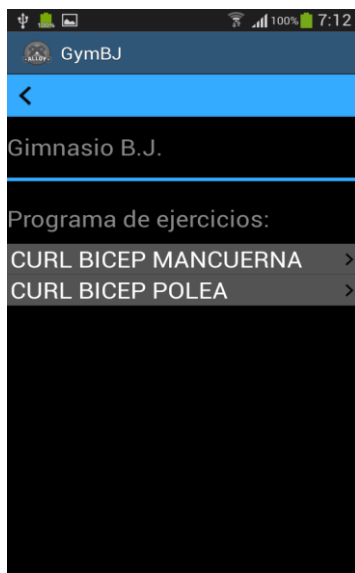 100% 7:12
GymBJ
Gimnasio B.J.
Programa de ejercicios:
CURL BICEP MANCUERNA
CURL BICEP POLEA